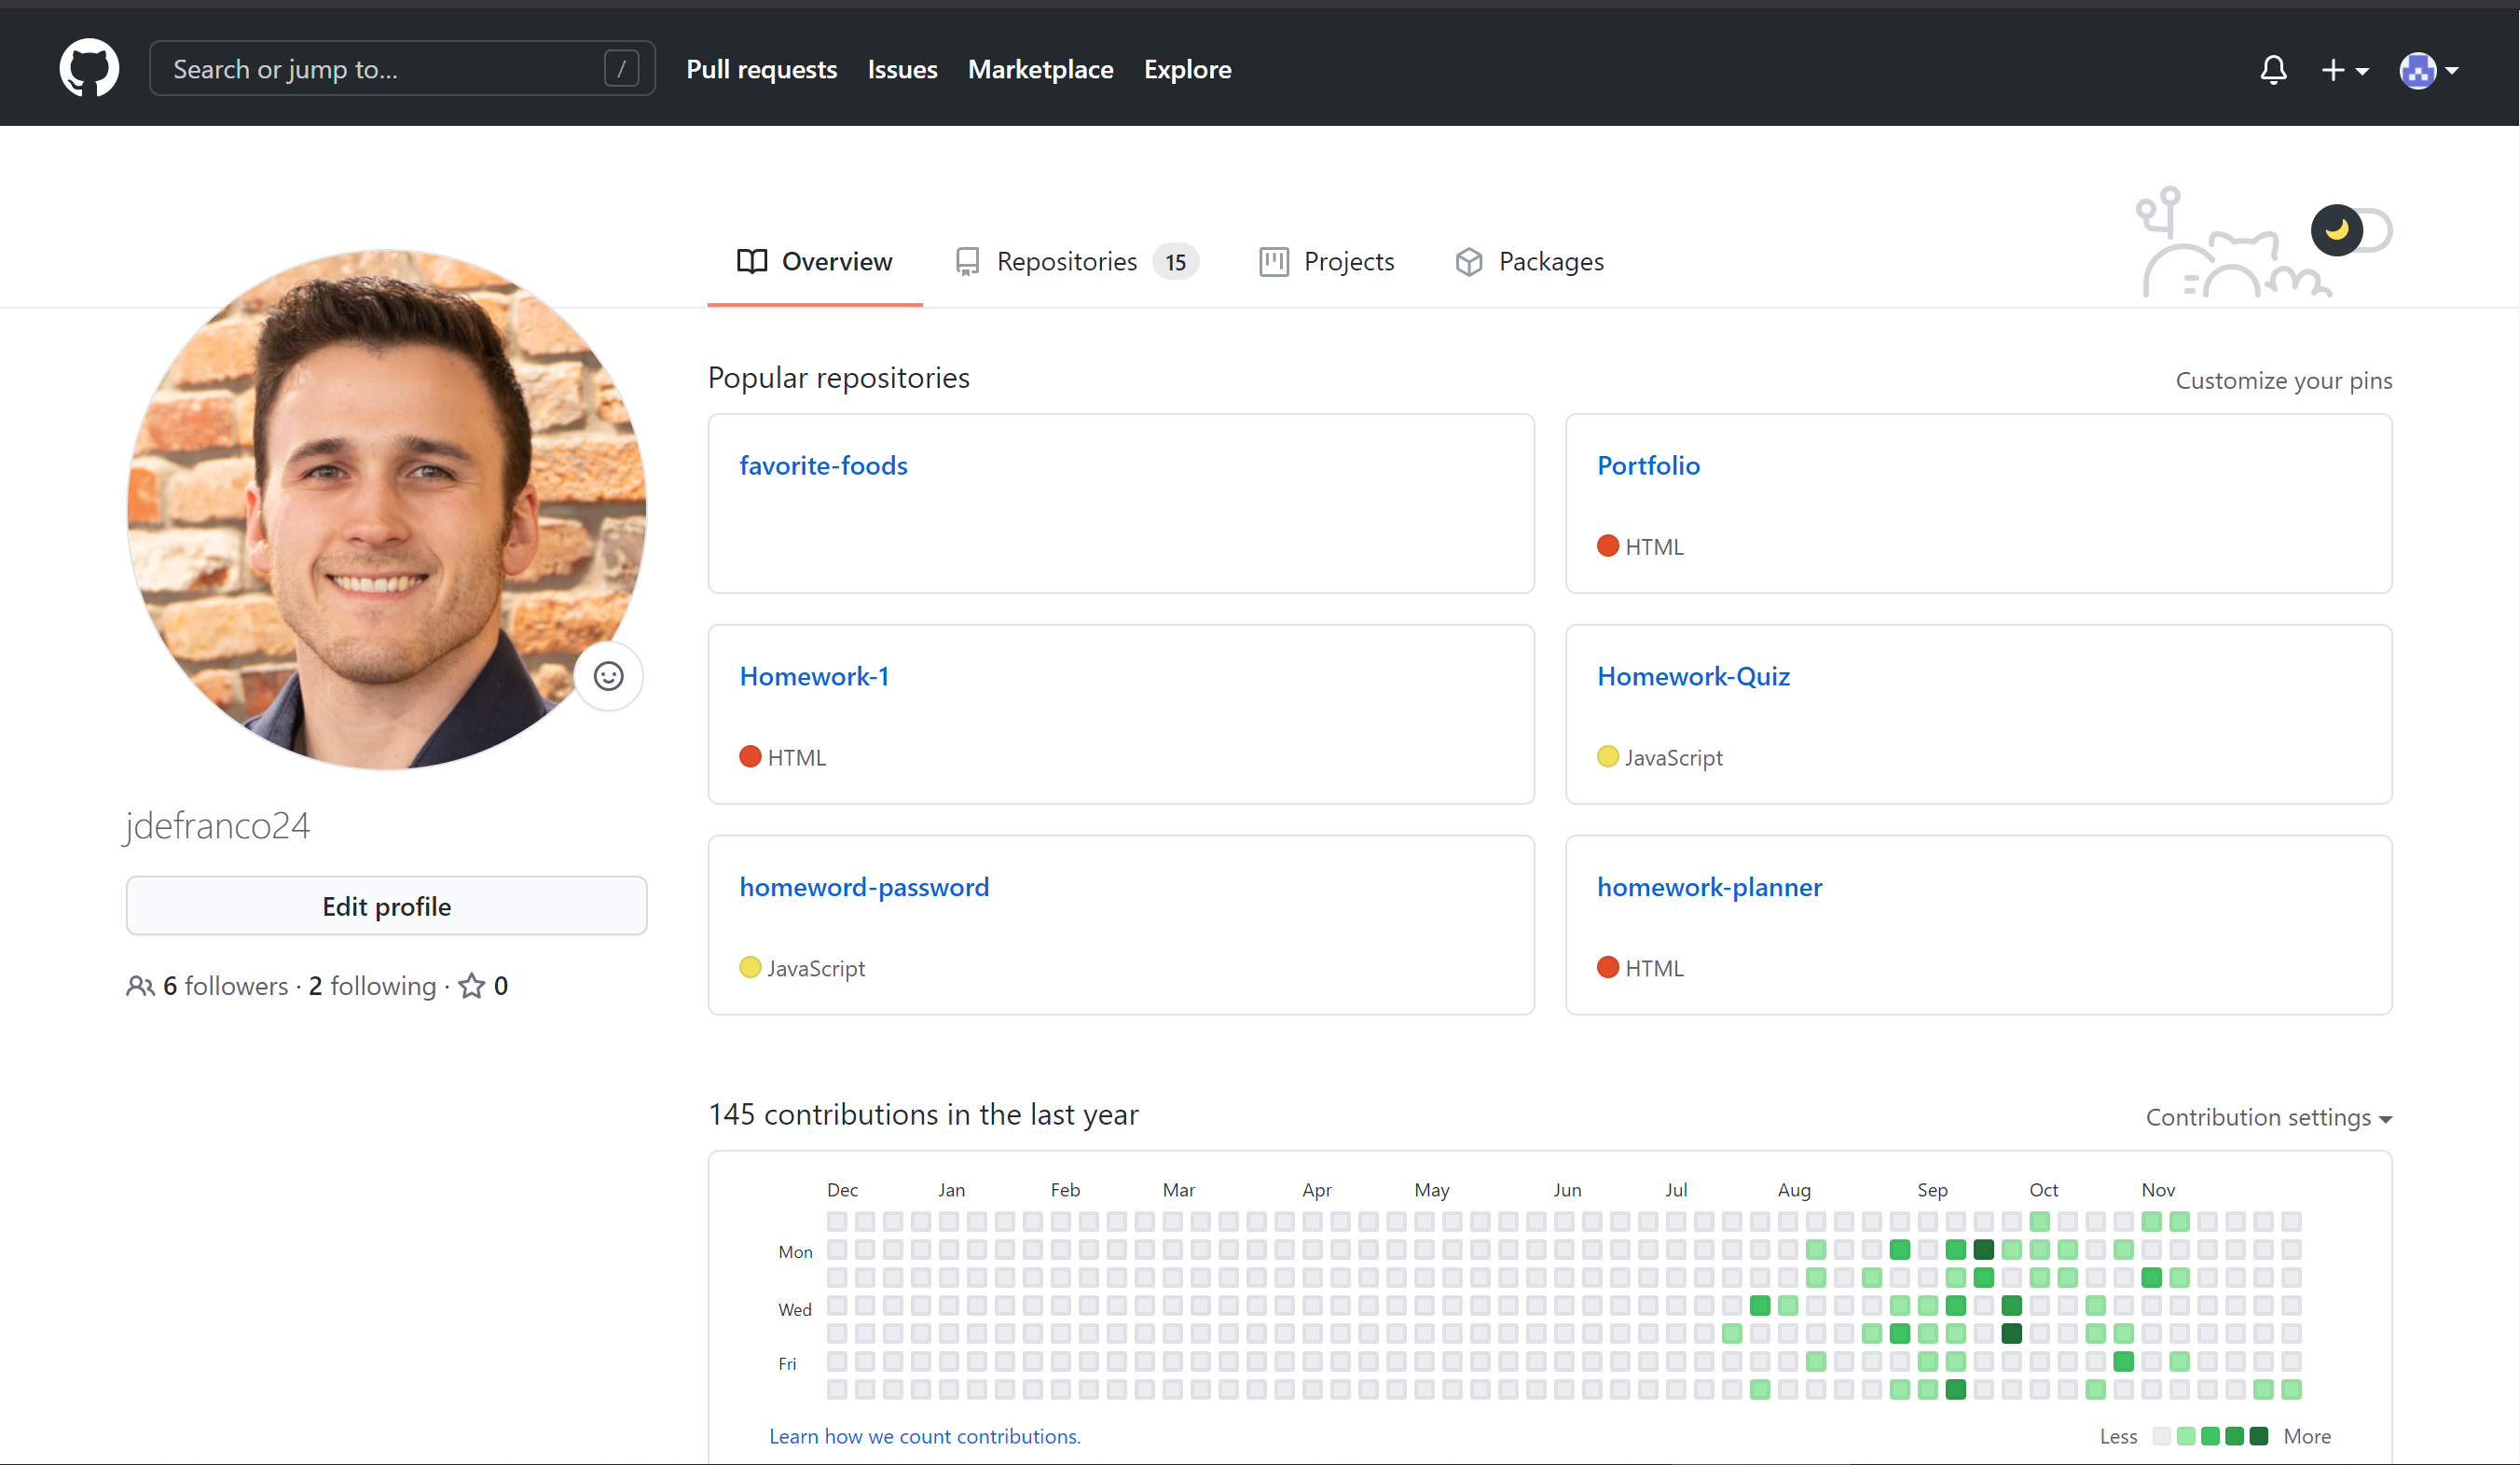 Search or jump to... /
Pull requests Issues Marketplace Explore
Overview Repositories 15 Projects Packages
jdefranco24
Edit profile
6 followers · 2 following · 0
Popular repositories
Customize your pins
favorite-foods
Portfolio
HTML
Homework-1
HTML
Homework-Quiz
JavaScript
homeword-password
JavaScript
homework-planner
HTML
145 contributions in the last year
Contribution settings
Dec Jan Feb Mar Apr May Jun Jul Aug Sep Oct Nov
Mon
Wed
Fri
Learn how we count contributions.
Less More